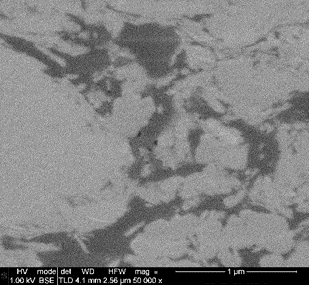 HV mode det WD HFW mag 1 μm
1.00 kV BSE TLD 4.1 mm 2.56 μm 50 000 x